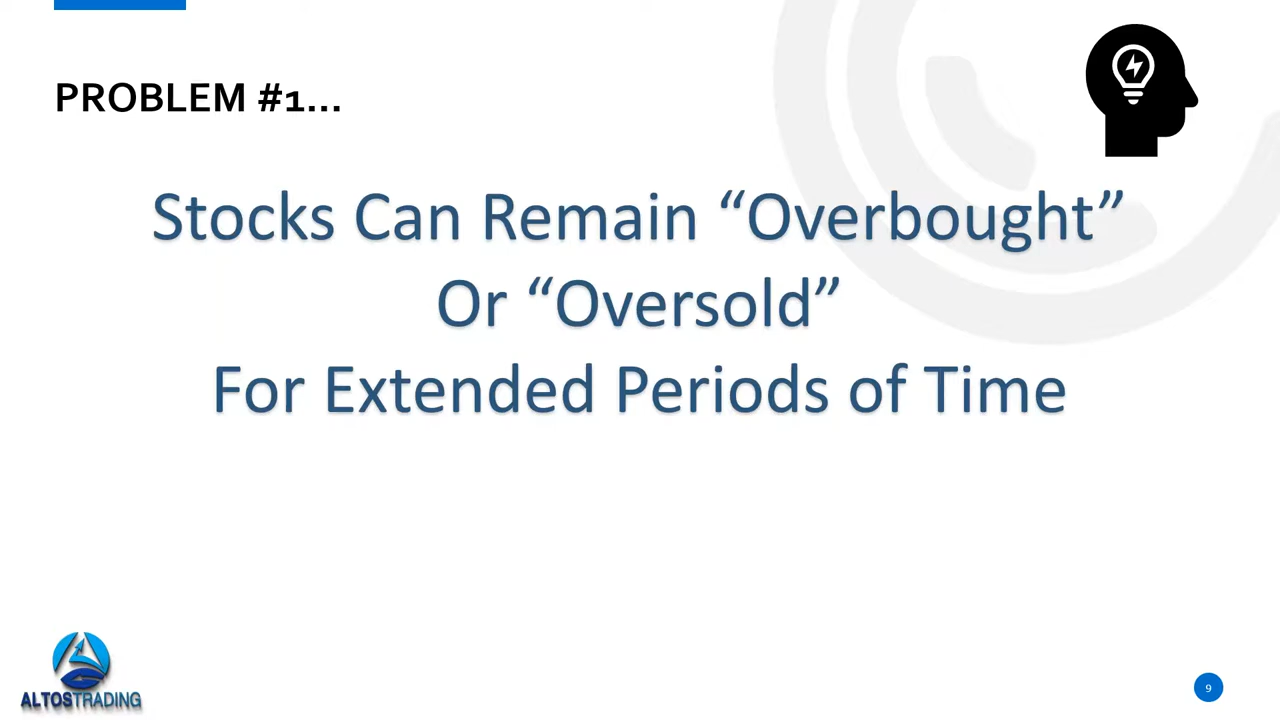 PROBLEM #1...
Stocks Can Remain “Overbought”
Or “Oversold”
For Extended Periods of Time
ALTOSTRADING
9